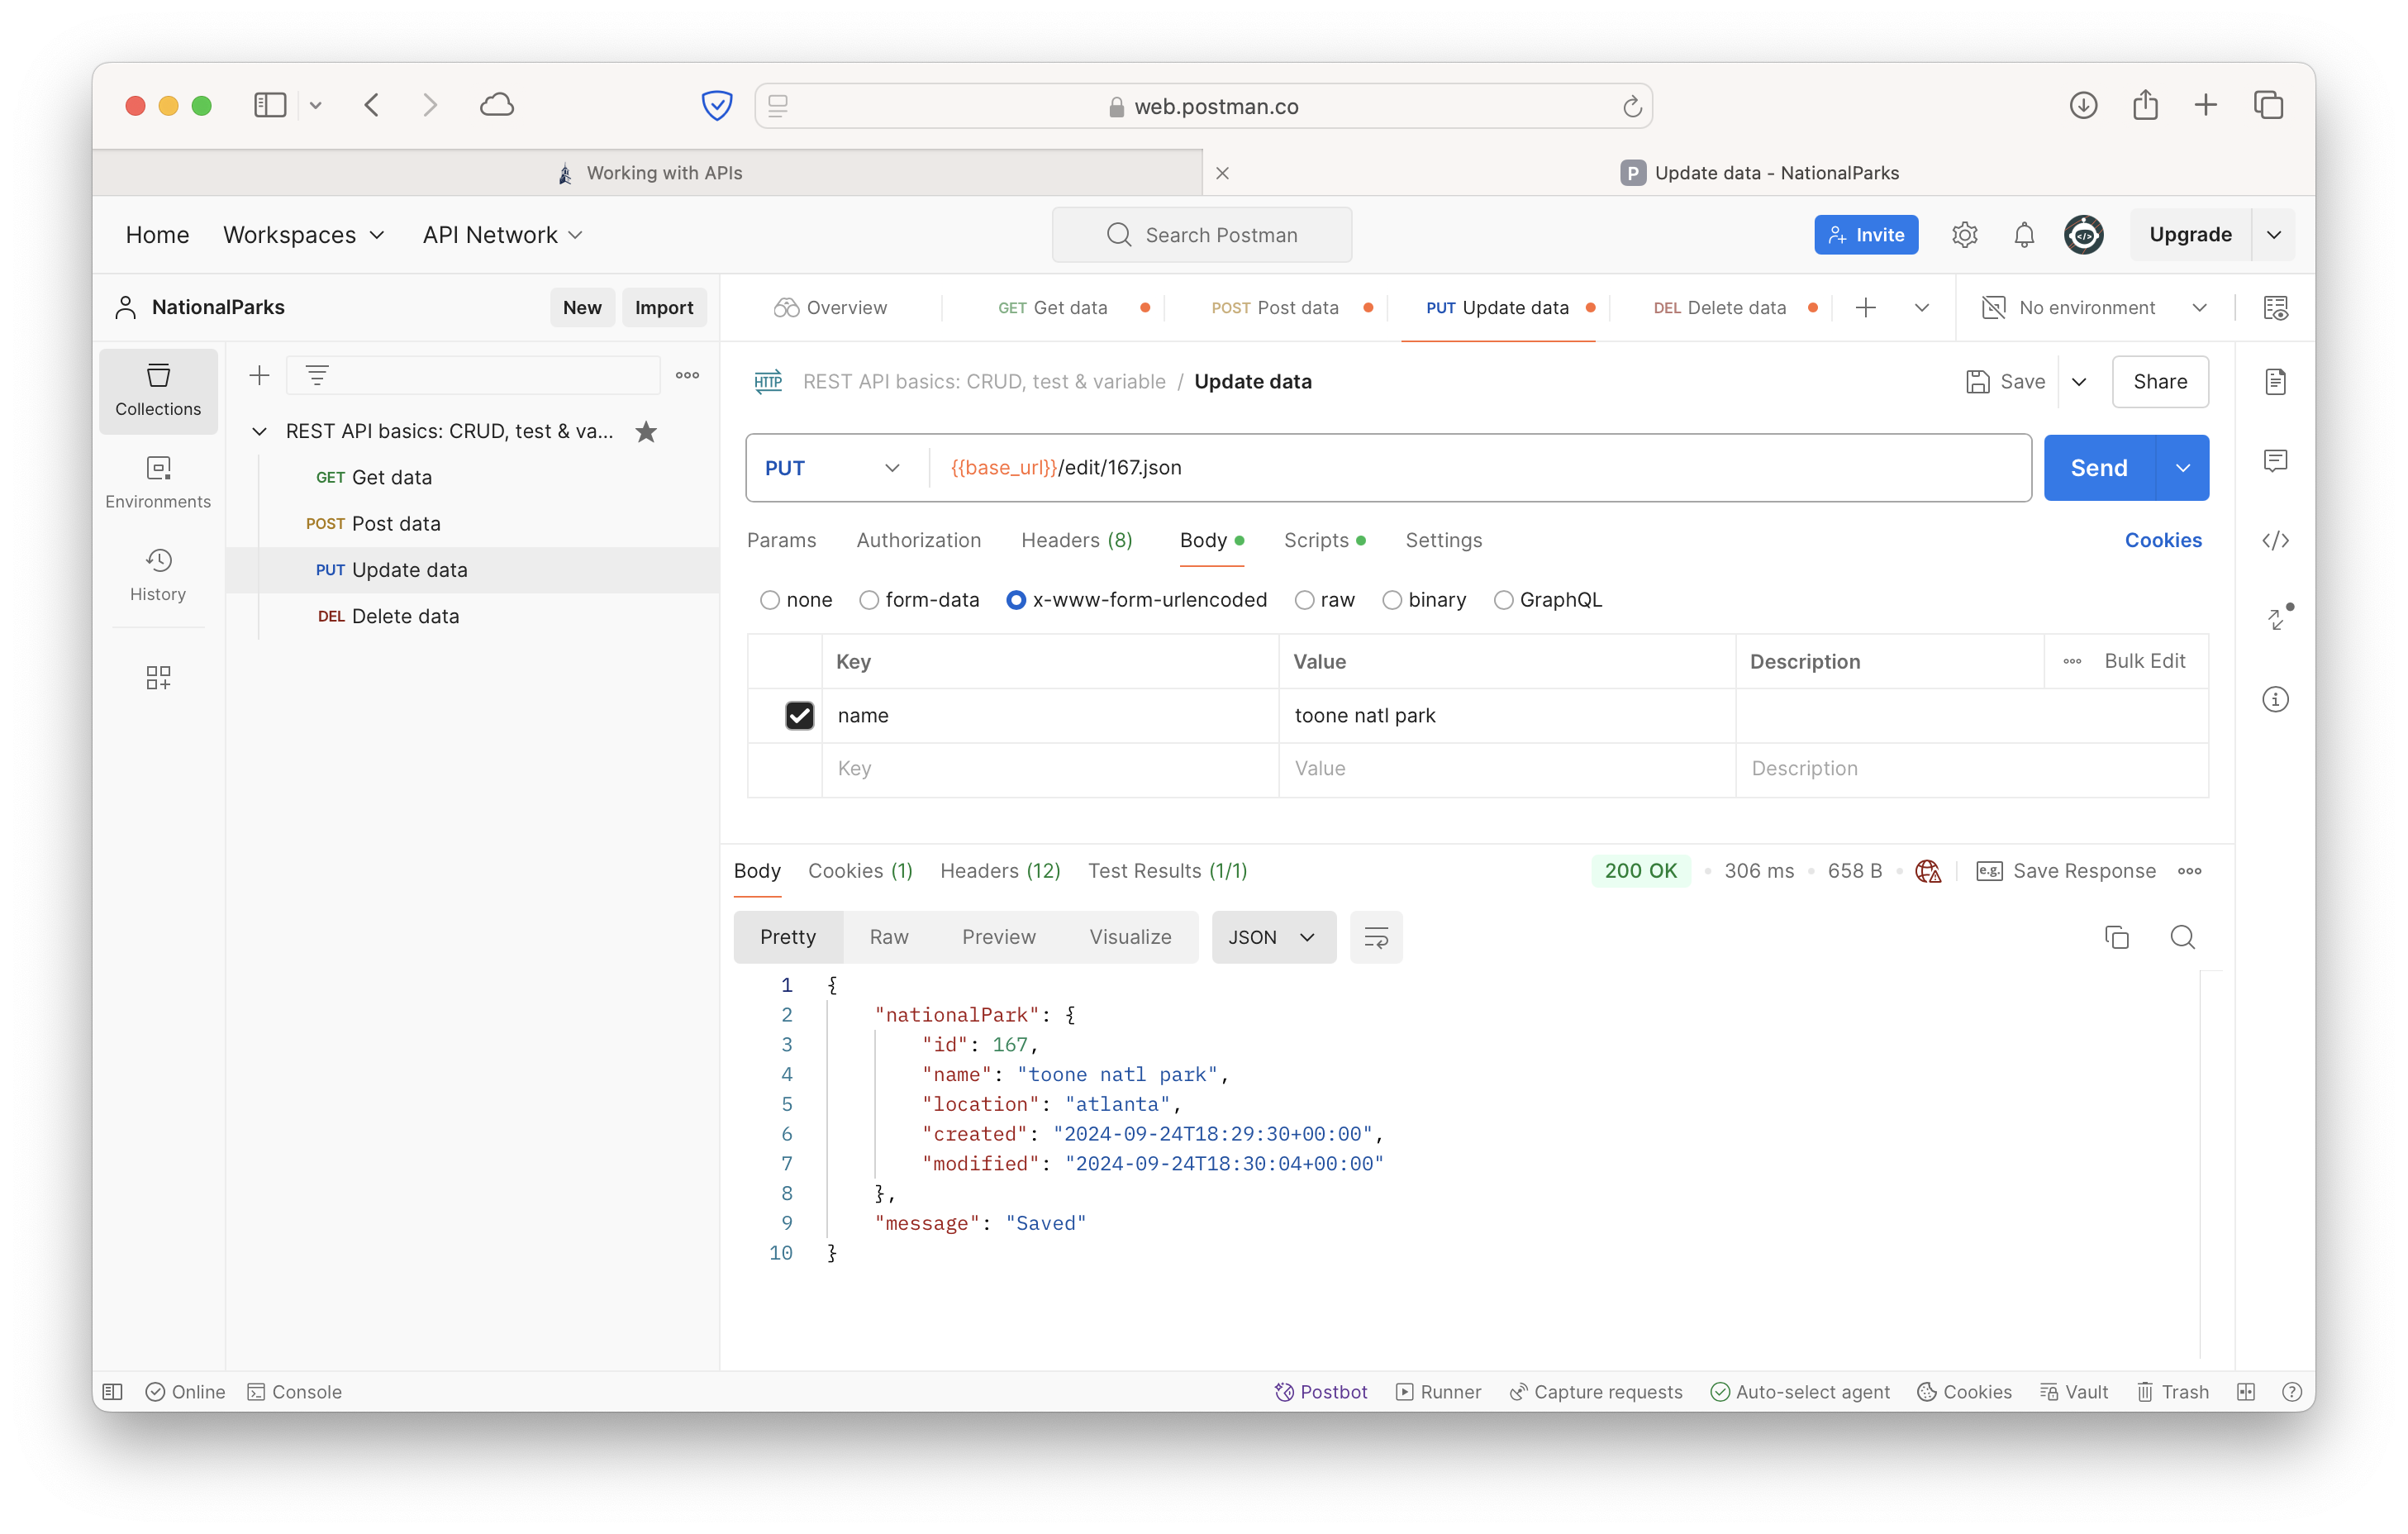 web.postman.co
Working with APIs
P Update data - NationalParks
Home Workspaces API Network Search Postman Invite Upgrade
NationalParks New Import
Overview GET Get data POST Post data PUT Update data DEL Delete data No environment
Collections
Environments
History
REST API basics: CRUD, test & va...
GET Get data
POST Post data
PUT Update data
DEL Delete data
HTTP REST API basics: CRUD, test & variable / Update data Save Share
PUT {{base_url}}/edit/167.json Send
Params Authorization Headers (8) Body Scripts Settings Cookies
none form-data x-www-form-urlencoded raw binary GraphQL
Key Value Description Bulk Edit
name toone natl park
Key Value Description
Body Cookies (1) Headers (12) Test Results (1/1) 200 OK 306 ms 658 B e.g. Save Response
Pretty Raw Preview Visualize JSON
1 {
2 "nationalPark": {
3 "id": 167,
4 "name": "toone natl park",
5 "location": "atlanta",
6 "created": "2024-09-24T18:29:30+00:00",
7 "modified": "2024-09-24T18:30:04+00:00"
8 },
9 "message": "Saved"
10 }
Online Console Postbot Runner Capture requests Auto-select agent Cookies Vault Trash